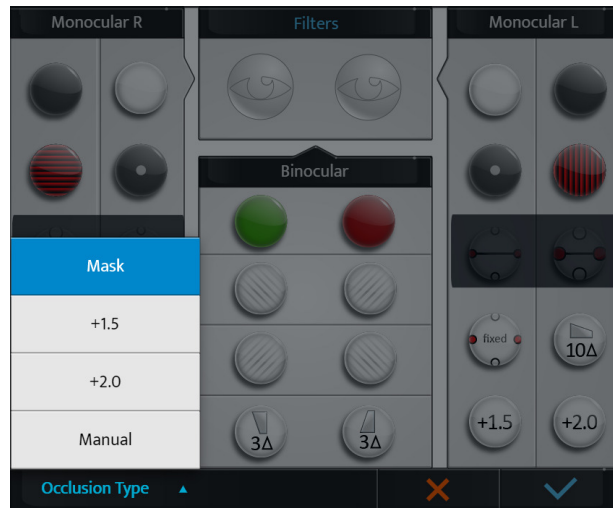 Monocular R
Filters
Monocular L
Binocular
Mask
+1.5
+2.0
Manual
fixed
10Δ
3Δ
3Δ
+1.5
+2.0
Occlusion Type